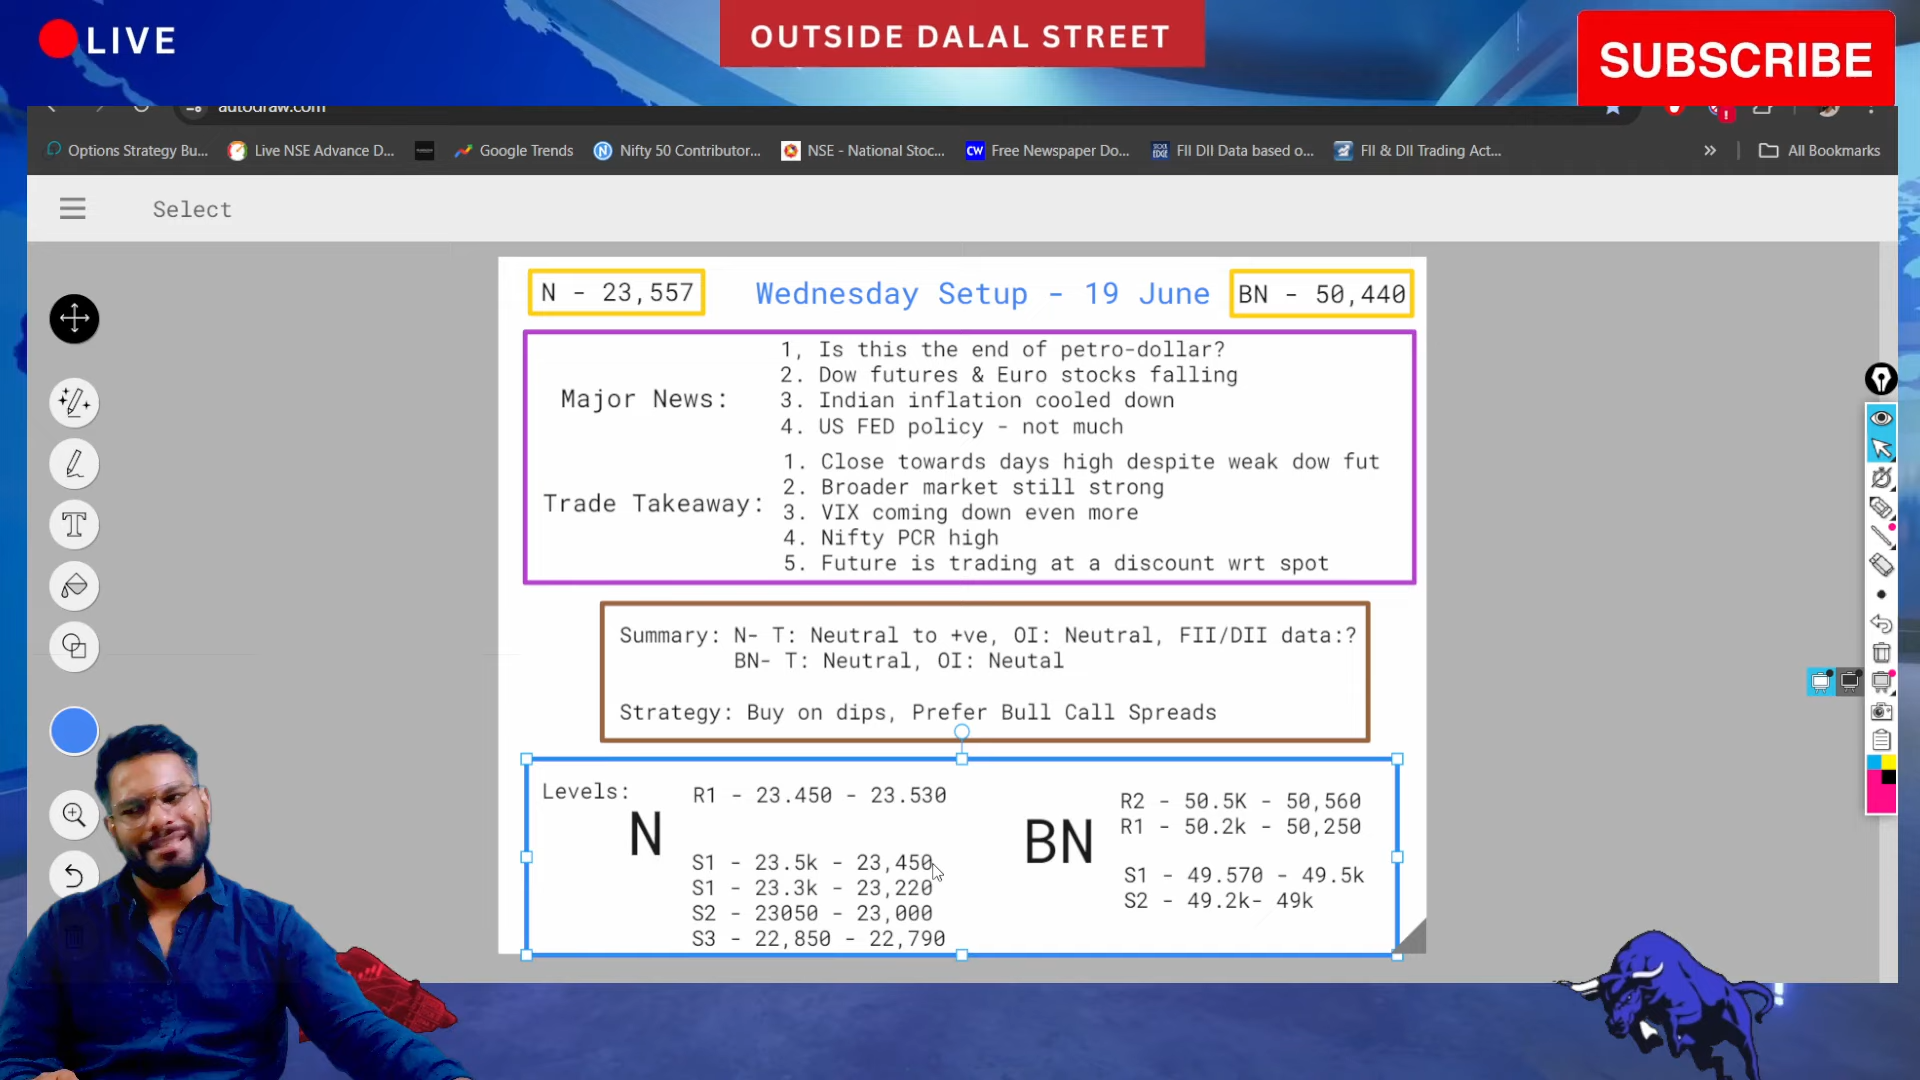 LIVE
OUTSIDE DALAL STREET
SUBSCRIBE
autodraw.com
Options Strategy Bu...
Live NSE Advance D...
Google Trends
Nifty 50 Contributor...
NSE - National Stoc...
CW Free Newspaper Do...
STOCK EDGE FII DII Data based o...
FII & DII Trading Act...
All Bookmarks
Select
N - 23,557
Wednesday Setup - 19 June
BN - 50,440
Major News:
1, Is this the end of petro-dollar?
2. Dow futures & Euro stocks falling
3. Indian inflation cooled down
4. US FED policy - not much
Trade Takeaway:
1. Close towards days high despite weak dow fut
2. Broader market still strong
3. VIX coming down even more
4. Nifty PCR high
5. Future is trading at a discount wrt spot
Summary: N- T: Neutral to +ve, OI: Neutral, FII/DII data:?
BN- T: Neutral, OI: Neutal
Strategy: Buy on dips, Prefer Bull Call Spreads
Levels:
N
R1 - 23.450 - 23.530
S1 - 23.5k - 23,450
S1 - 23.3k - 23,220
S2 - 23050 - 23,000
S3 - 22,850 - 22,790
BN
R2 - 50.5K - 50,560
R1 - 50.2k - 50,250
S1 - 49.570 - 49.5k
S2 - 49.2k- 49k